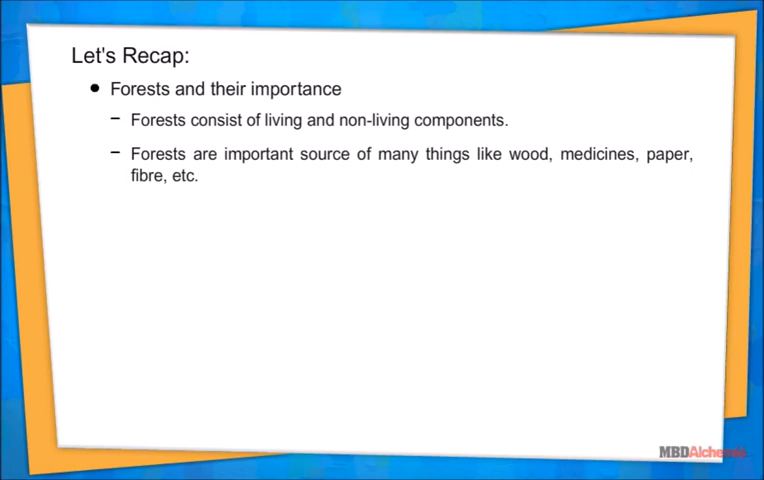 Let's Recap:
● Forests and their importance
– Forests consist of living and non-living components.
– Forests are important source of many things like wood, medicines, paper,
fibre, etc.
MBDAlchemie